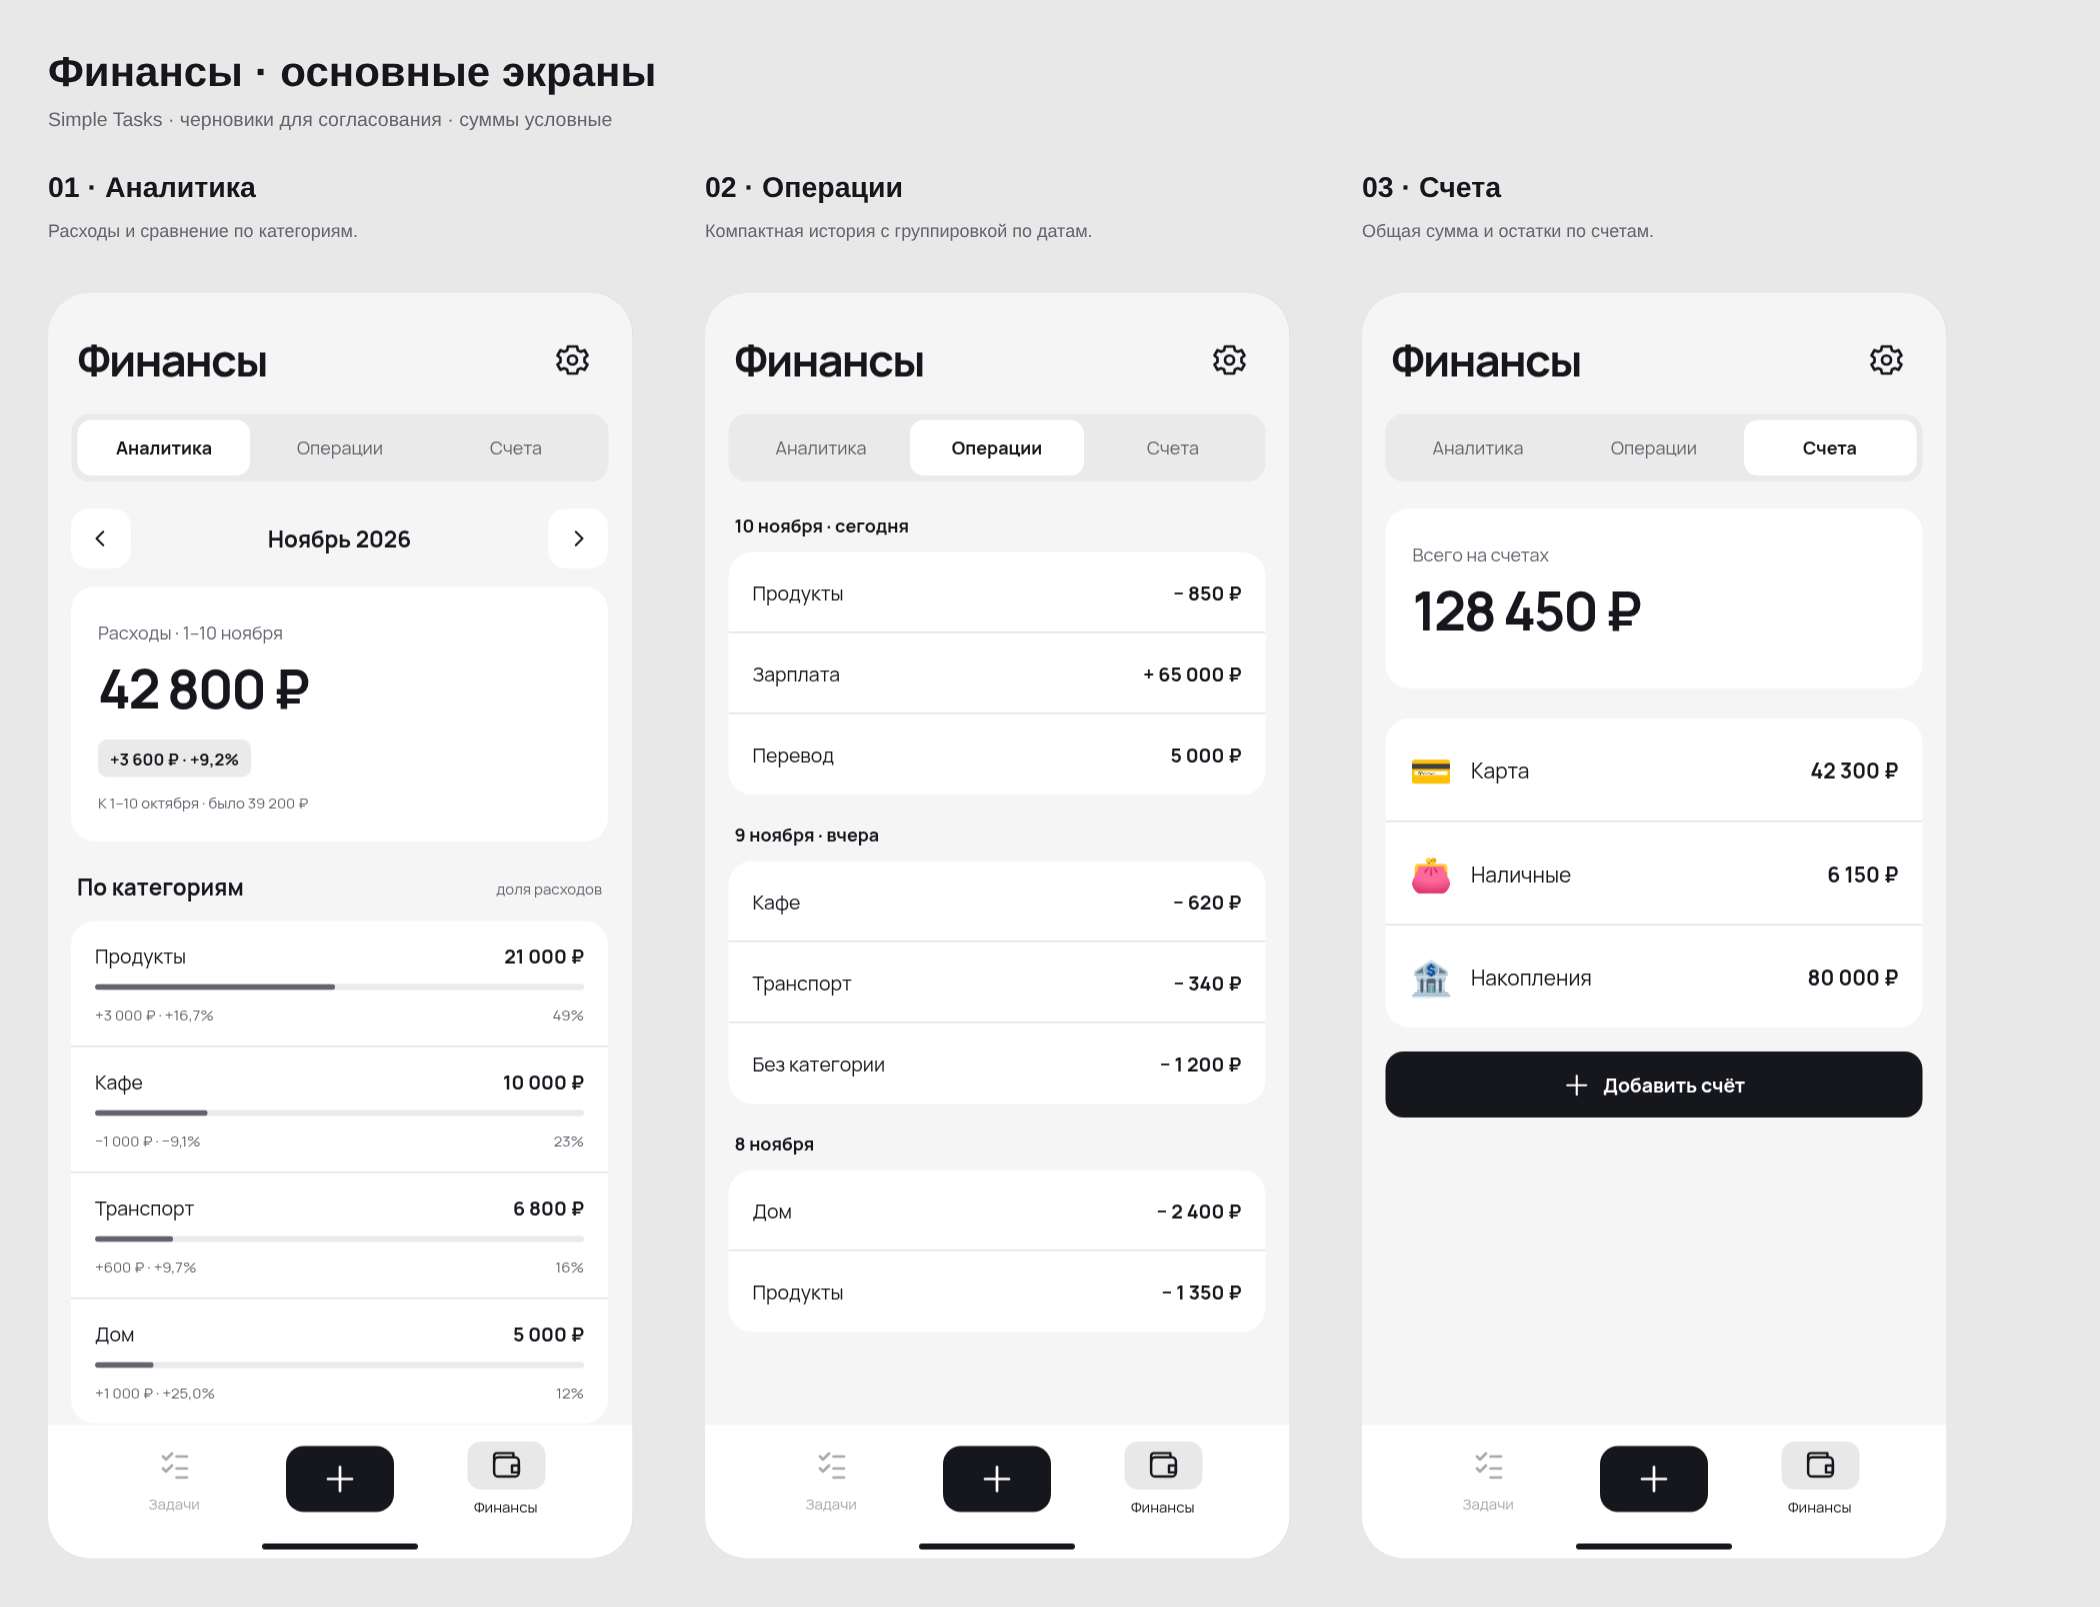 Финансы · основные экраны
Simple Tasks · черновики для согласования · суммы условные
01 · Аналитика
Расходы и сравнение по категориям.
Финансы
Аналитика Операции Счета
Ноябрь 2026
Расходы · 1–10 ноября
42 800 ₽
+3 600 ₽ · +9,2%
К 1–10 октября · было 39 200 ₽
По категориям доля расходов
Продукты 21 000 ₽
+3 000 ₽ · +16,7% 49%
Кафе 10 000 ₽
−1 000 ₽ · −9,1% 23%
Транспорт 6 800 ₽
+600 ₽ · +9,7% 16%
Дом 5 000 ₽
+1 000 ₽ · +25,0% 12%
Задачи Финансы
02 · Операции
Компактная история с группировкой по датам.
Финансы
Аналитика Операции Счета
10 ноября · сегодня
Продукты − 850 ₽
Зарплата + 65 000 ₽
Перевод 5 000 ₽
9 ноября · вчера
Кафе − 620 ₽
Транспорт − 340 ₽
Без категории − 1 200 ₽
8 ноября
Дом − 2 400 ₽
Продукты − 1 350 ₽
Задачи Финансы
03 · Счета
Общая сумма и остатки по счетам.
Финансы
Аналитика Операции Счета
Всего на счетах
128 450 ₽
Карта 42 300 ₽
Наличные 6 150 ₽
Накопления 80 000 ₽
Добавить счёт
Задачи Финансы